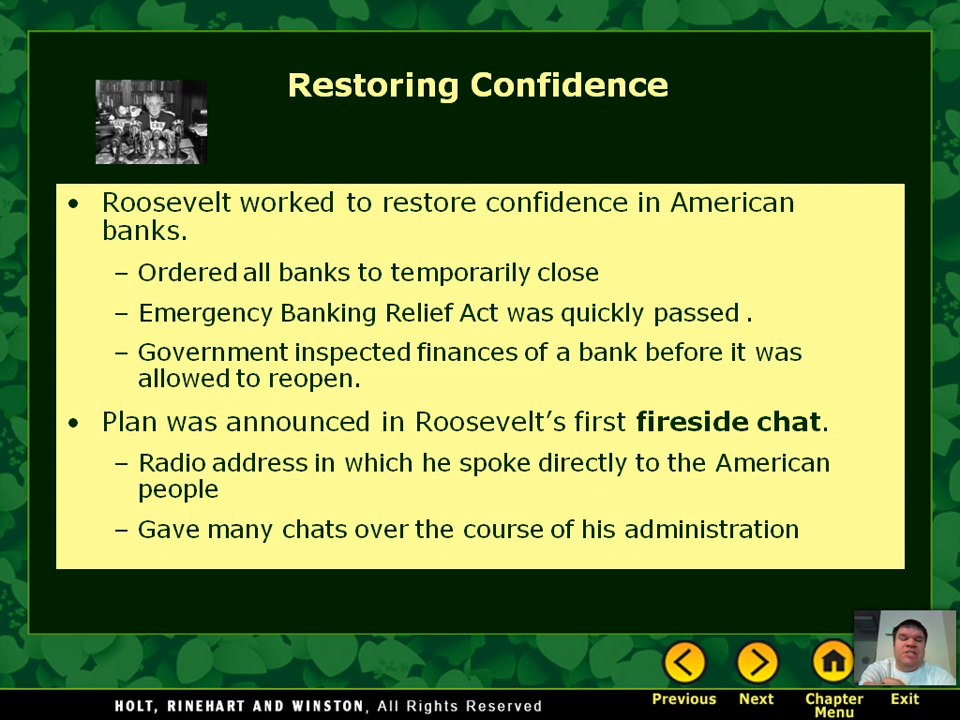 Restoring Confidence
• Roosevelt worked to restore confidence in American
banks.
– Ordered all banks to temporarily close
– Emergency Banking Relief Act was quickly passed .
– Government inspected finances of a bank before it was
allowed to reopen.
• Plan was announced in Roosevelt’s first fireside chat.
– Radio address in which he spoke directly to the American
people
– Gave many chats over the course of his administration
Previous Next Chapter Menu Exit
HOLT, RINEHART AND WINSTON, All Rights Reserved